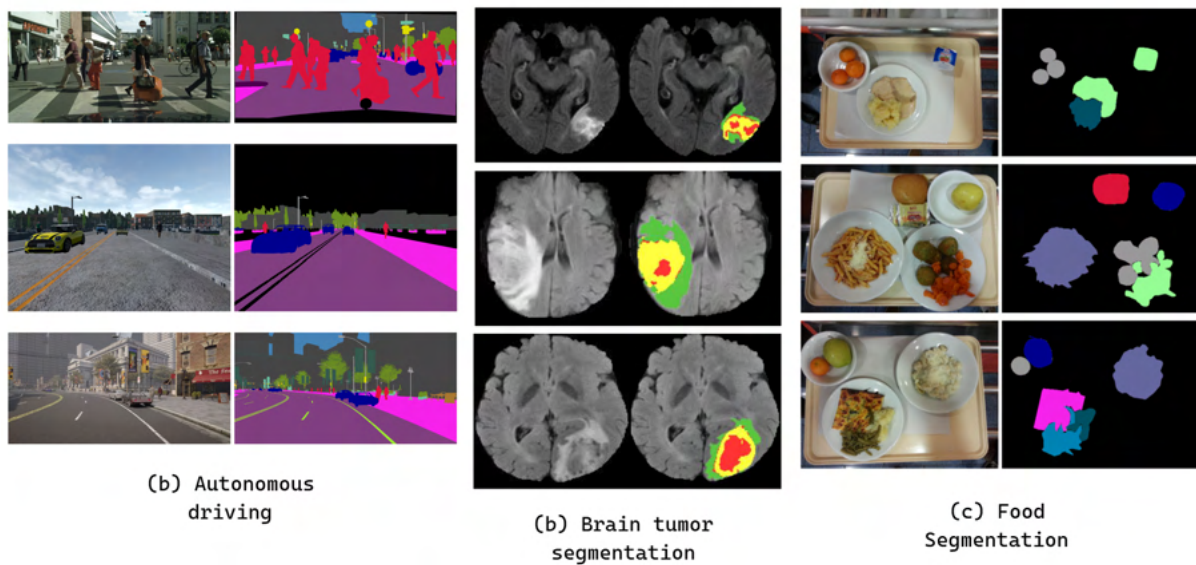 (b) Autonomous
driving
(b) Brain tumor
segmentation
(c) Food
Segmentation